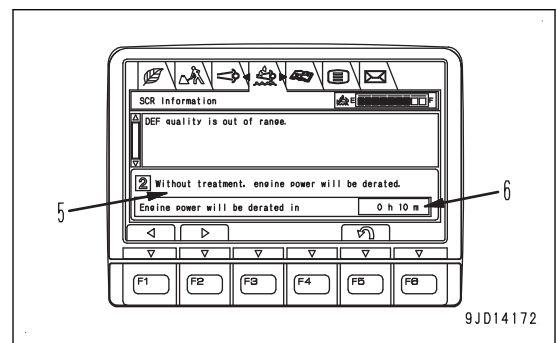 SCR Information
E F
DEF quality is out of range.
2 Without treatment, engine power will be derated.
Engine power will be derated in 0 h 10 m
5
6
F1 F2 F3 F4 F5 F6
9JD14172